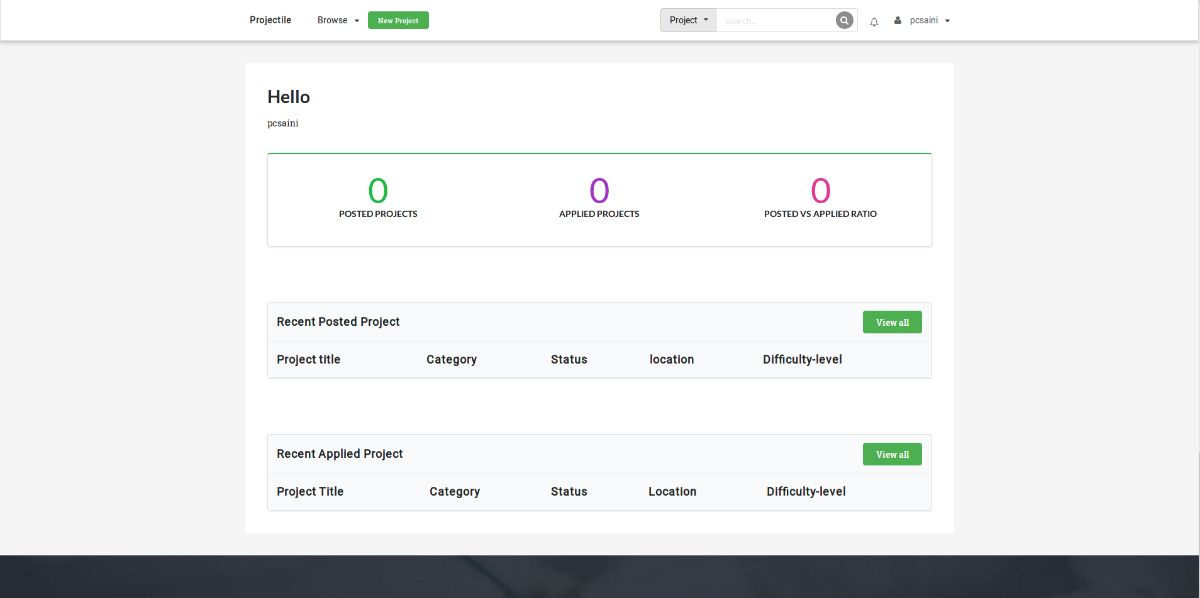 Projectile Browse New Project Project search... pcsaini
Hello
pcsaini
0 0 0
POSTED PROJECTS APPLIED PROJECTS POSTED VS APPLIED RATIO
Recent Posted Project View all
Project title Category Status location Difficulty-level
Recent Applied Project View all
Project Title Category Status Location Difficulty-level